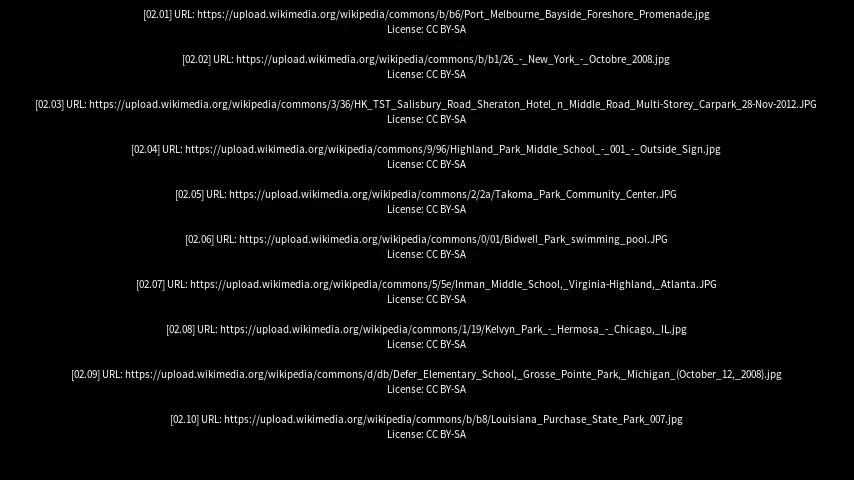 [02.01] URL: https://upload.wikimedia.org/wikipedia/commons/b/b6/Port_Melbourne_Bayside_Foreshore_Promenade.jpg
License: CC BY-SA
[02.02] URL: https://upload.wikimedia.org/wikipedia/commons/b/b1/26_-_New_York_-_Octobre_2008.jpg
License: CC BY-SA
[02.03] URL: https://upload.wikimedia.org/wikipedia/commons/3/36/HK_TST_Salisbury_Road_Sheraton_Hotel_n_Middle_Road_Multi-Storey_Carpark_28-Nov-2012.JPG
License: CC BY-SA
[02.04] URL: https://upload.wikimedia.org/wikipedia/commons/9/96/Highland_Park_Middle_School_-_001_-_Outside_Sign.jpg
License: CC BY-SA
[02.05] URL: https://upload.wikimedia.org/wikipedia/commons/2/2a/Takoma_Park_Community_Center.JPG
License: CC BY-SA
[02.06] URL: https://upload.wikimedia.org/wikipedia/commons/0/01/Bidwell_Park_swimming_pool.JPG
License: CC BY-SA
[02.07] URL: https://upload.wikimedia.org/wikipedia/commons/5/5e/Inman_Middle_School,_Virginia-Highland,_Atlanta.JPG
License: CC BY-SA
[02.08] URL: https://upload.wikimedia.org/wikipedia/commons/1/19/Kelvyn_Park_-_Hermosa_-_Chicago,_IL.jpg
License: CC BY-SA
[02.09] URL: https://upload.wikimedia.org/wikipedia/commons/d/db/Defer_Elementary_School,_Grosse_Pointe_Park,_Michigan_(October_12,_2008).jpg
License: CC BY-SA
[02.10] URL: https://upload.wikimedia.org/wikipedia/commons/b/b8/Louisiana_Purchase_State_Park_007.jpg
License: CC BY-SA